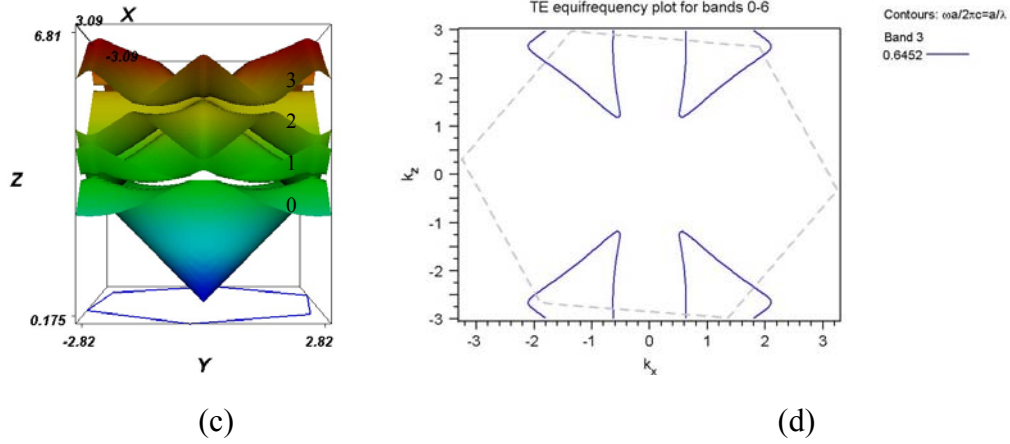 X
3.09
6.81
-3.09
3
2
Z
1
0
0.175
-2.82
2.82
Y
(c)
TE equifrequency plot for bands 0-6
3
2
1
0
-1
-2
-3
k_z
-3
-2
-1
0
1
2
3
k_x
(d)
Contours: ωa/2πc=a/λ
Band 3
0.6452